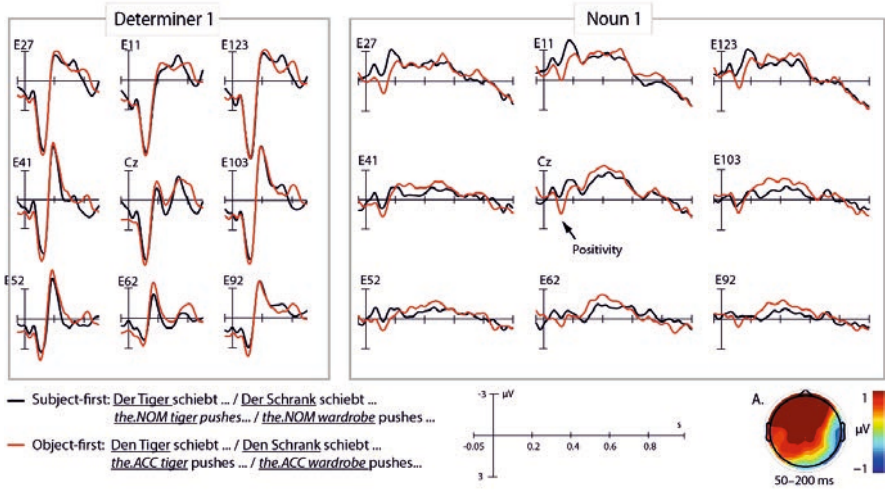 Determiner 1
Noun 1
E27 E11 E123
E27 E11 E123
E41 Cz E103
E41 Cz E103
Positivity
E52 E62 E92
E52 E62 E92
Subject-first: Der Tiger schiebt ... / Der Schrank schiebt ...
the.NOM tiger pushes... / the.NOM wardrobe pushes ...
Object-first: Den Tiger schiebt ... / Den Schrank schiebt ...
the.ACC tiger pushes... / the.ACC wardrobe pushes...
-3 µV
s
-0.05 0.2 0.4 0.6 0.8
3
A.
1
µV
−1
50–200 ms